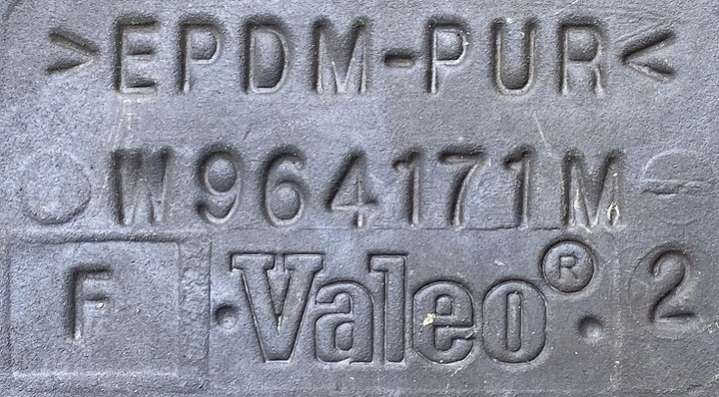 >EPDM-PUR<
W964171M
F ·Valeo®· 2